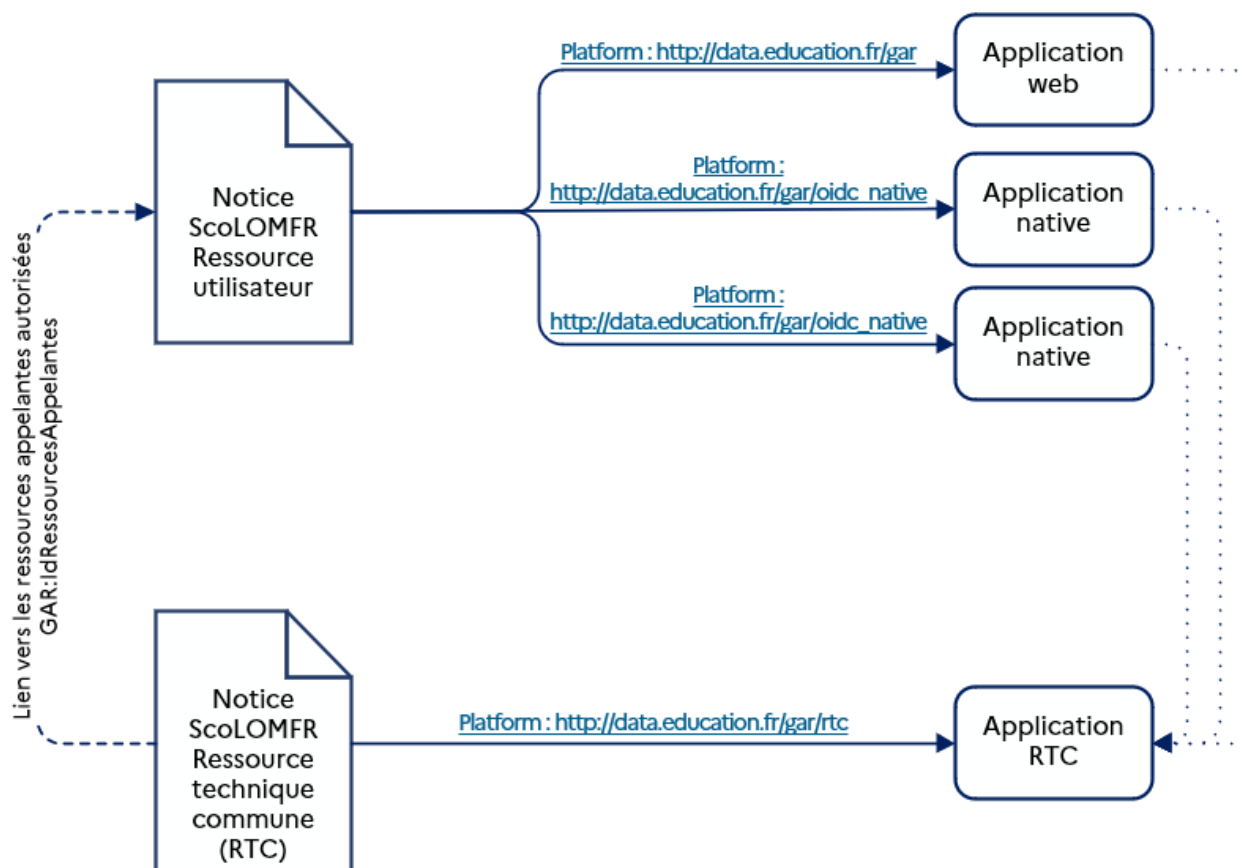 Platform : http://data.education.fr/gar
Application
web
Notice
ScoLOMFR
Ressource
utilisateur
Platform :
http://data.education.fr/gar/oidc_native
Application
native
Platform :
http://data.education.fr/gar/oidc_native
Application
native
Lien vers les ressources appelantes autorisées
GAR:IdRessourcesAppelantes
Notice
ScoLOMFR
Ressource
technique
commune
(RTC)
Platform : http://data.education.fr/gar/rtc
Application
RTC